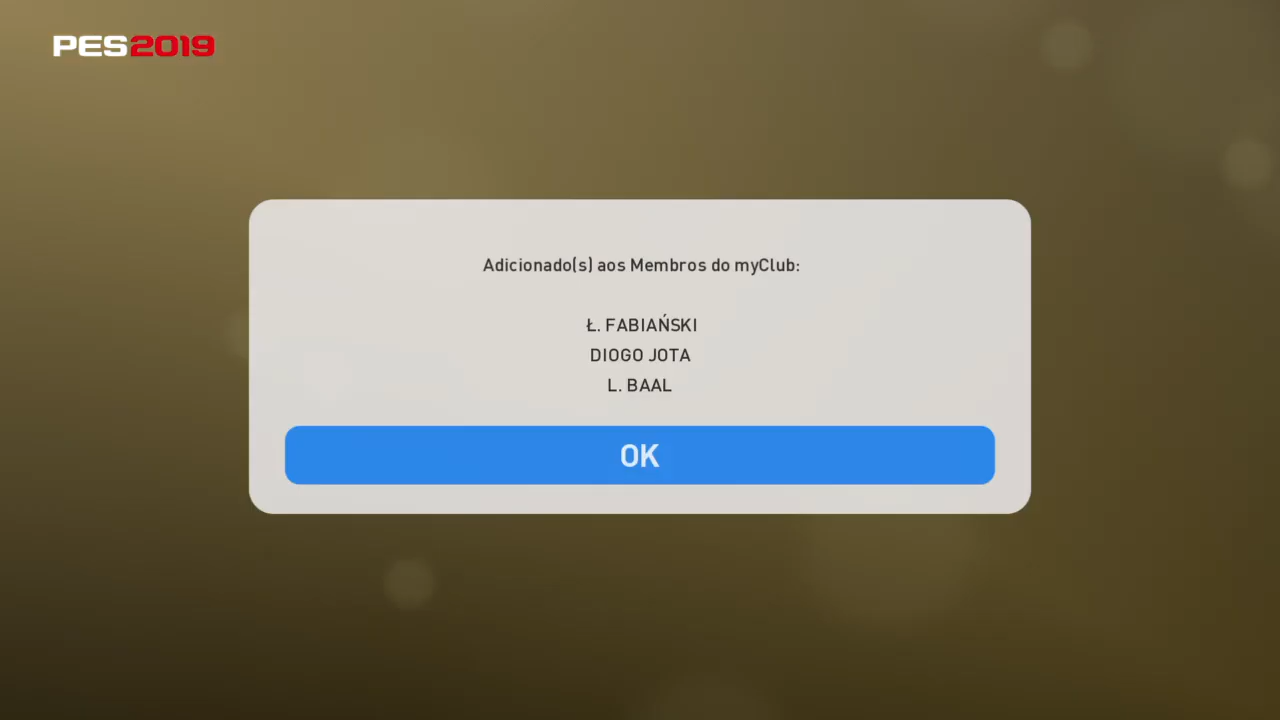 PES2019
Adicionado(s) aos Membros do myClub:
Ł. FABIAŃSKI
DIOGO JOTA
L. BAAL
OK